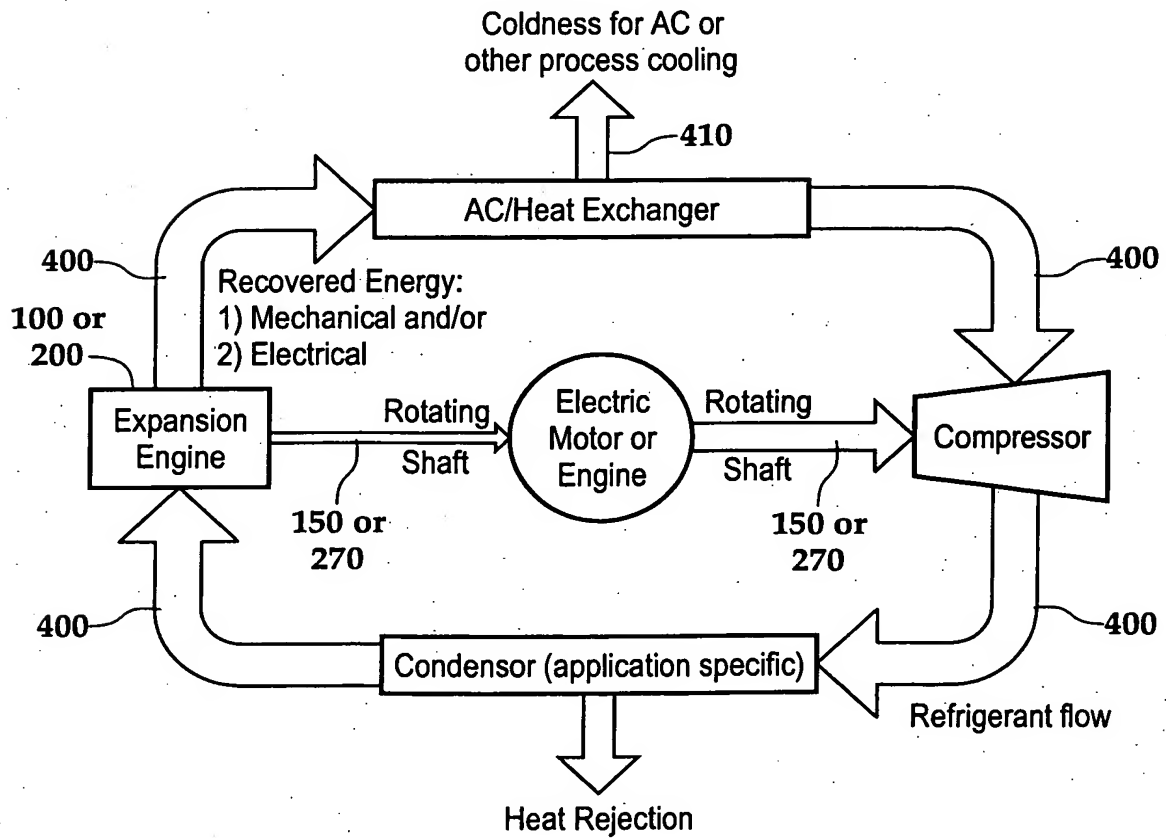 Coldness for AC or
other process cooling
410
AC/Heat Exchanger
400
400
Recovered Energy:
1) Mechanical and/or
2) Electrical
100 or
200
Expansion
Engine
Rotating
Shaft
150 or
270
Electric
Motor or
Engine
Rotating
Shaft
150 or
270
Compressor
400
400
Condensor (application specific)
Refrigerant flow
Heat Rejection